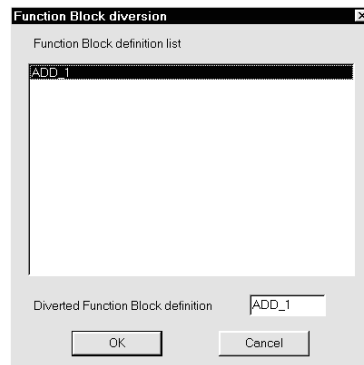 Function Block diversion
Function Block definition list
ADD_1
Diverted Function Block definition ADD_1
OK Cancel